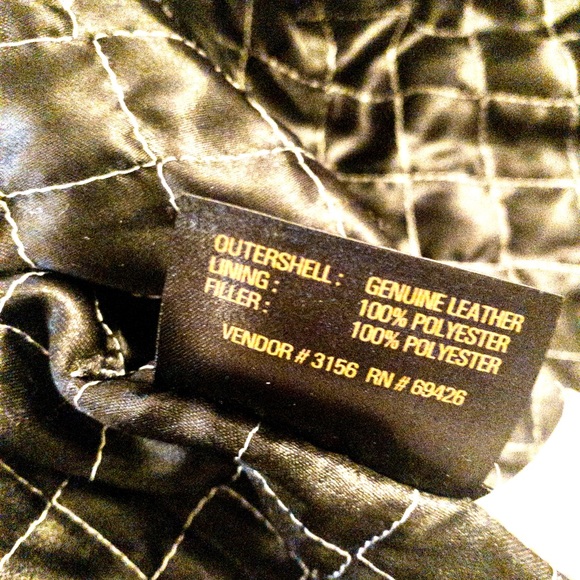 OUTERSHELL : GENUINE LEATHER
LINING : 100% POLYESTER
FILLER : 100% POLYESTER
VENDOR # 3156 RN # 69426